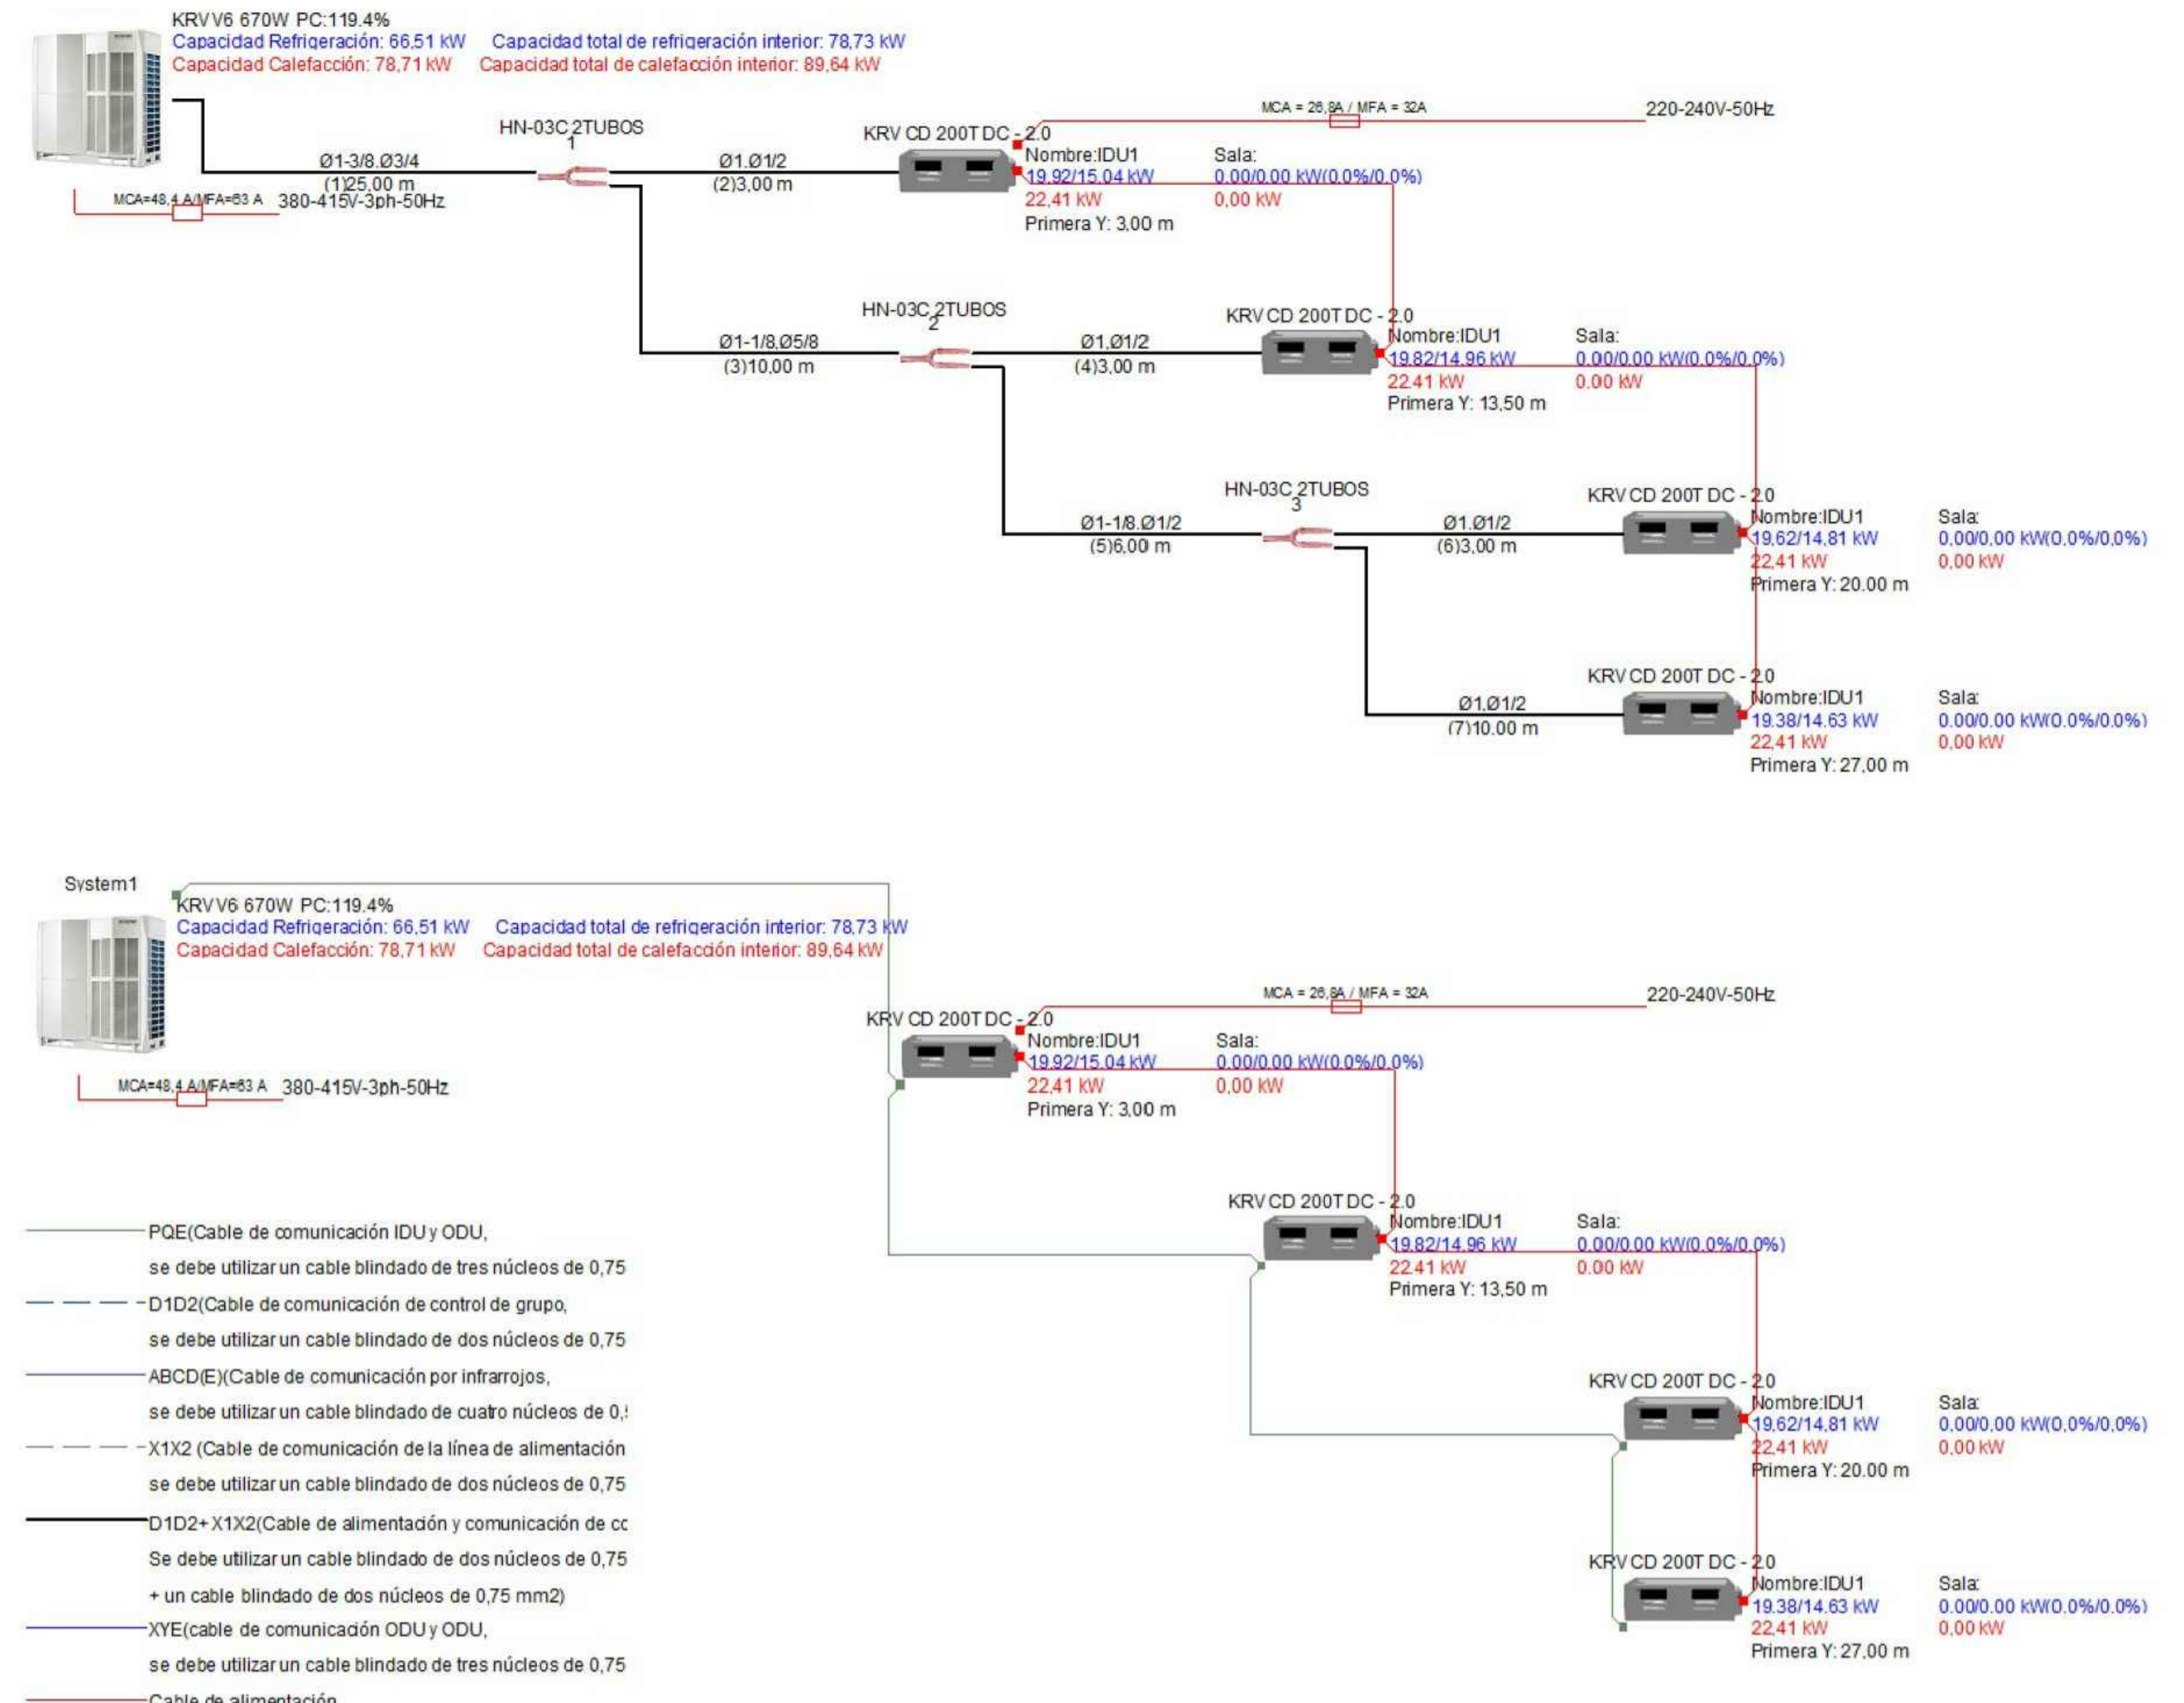 KRV V6 670W PC:119.4%
Capacidad Refrigeración: 66,51 kW Capacidad total de refrigeración interior: 78,73 kW
Capacidad Calefacción: 78,71 kW Capacidad total de calefacción interior: 89,64 kW
MCA = 26,8A / MFA = 32A 220-240V-50Hz
HN-03C 2TUBOS
1
KRV CD 200T DC - 2.0
Ø1-3/8.Ø3/4
(1)25,00 m
Ø1.Ø1/2
(2)3,00 m
Nombre:IDU1 Sala:
19.92/15.04 kW 0.00/0.00 kW(0.0%/0.0%)
22,41 kW 0,00 kW
Primera Y: 3,00 m
MCA=48,4 A/MFA=63 A 380-415V-3ph-50Hz
HN-03C 2TUBOS
2
KRV CD 200T DC - 2.0
Ø1-1/8,Ø5/8
(3)10,00 m
Ø1,Ø1/2
(4)3,00 m
Nombre:IDU1 Sala:
19.82/14.96 kW 0.00/0.00 kW(0.0%/0.0%)
22.41 kW 0.00 kW
Primera Y: 13,50 m
HN-03C 2TUBOS
3
KRV CD 200T DC - 2.0
Ø1-1/8.Ø1/2
(5)6,00 m
Ø1.Ø1/2
(6)3,00 m
Nombre:IDU1 Sala:
19,62/14,81 kW 0,00/0,00 kW(0,0%/0,0%)
22,41 kW 0,00 kW
Primera Y: 20.00 m
KRV CD 200T DC - 2.0
Ø1,Ø1/2
(7)10.00 m
Nombre:IDU1 Sala:
19.38/14.63 kW 0.00/0.00 kW(0.0%/0.0%)
22,41 kW 0,00 kW
Primera Y: 27,00 m
System1
KRV V6 670W PC:119.4%
Capacidad Refrigeración: 66,51 kW Capacidad total de refrigeración interior: 78,73 kW
Capacidad Calefacción: 78,71 kW Capacidad total de calefacción interior: 89,64 kW
MCA = 26,8A / MFA = 32A 220-240V-50Hz
KRV CD 200T DC - 2.0
Nombre:IDU1 Sala:
19.92/15.04 kW 0.00/0.00 kW(0.0%/0.0%)
22,41 kW 0,00 kW
Primera Y: 3,00 m
MCA=48,4 A/MFA=63 A 380-415V-3ph-50Hz
KRV CD 200T DC - 2.0
Nombre:IDU1 Sala:
19.82/14.96 kW 0.00/0.00 kW(0.0%/0.0%)
22.41 kW 0.00 kW
Primera Y: 13,50 m
KRV CD 200T DC - 2.0
Nombre:IDU1 Sala:
19,62/14,81 kW 0,00/0,00 kW(0,0%/0,0%)
22,41 kW 0,00 kW
Primera Y: 20.00 m
KRV CD 200T DC - 2.0
Nombre:IDU1 Sala:
19.38/14.63 kW 0.00/0.00 kW(0.0%/0.0%)
22,41 kW 0,00 kW
Primera Y: 27,00 m
PQE(Cable de comunicación IDU y ODU,
se debe utilizar un cable blindado de tres núcleos de 0,75
D1D2(Cable de comunicación de control de grupo,
se debe utilizar un cable blindado de dos núcleos de 0,75
ABCD(E)(Cable de comunicación por infrarrojos,
se debe utilizar un cable blindado de cuatro núcleos de 0,
X1X2 (Cable de comunicación de la línea de alimentación
se debe utilizar un cable blindado de dos núcleos de 0,75
D1D2+X1X2(Cable de alimentación y comunicación de
Se debe utilizar un cable blindado de dos núcleos de 0,75
+ un cable blindado de dos núcleos de 0,75 mm2)
XYE(cable de comunicación ODU y ODU,
se debe utilizar un cable blindado de tres núcleos de 0,75
Cable de alimentación